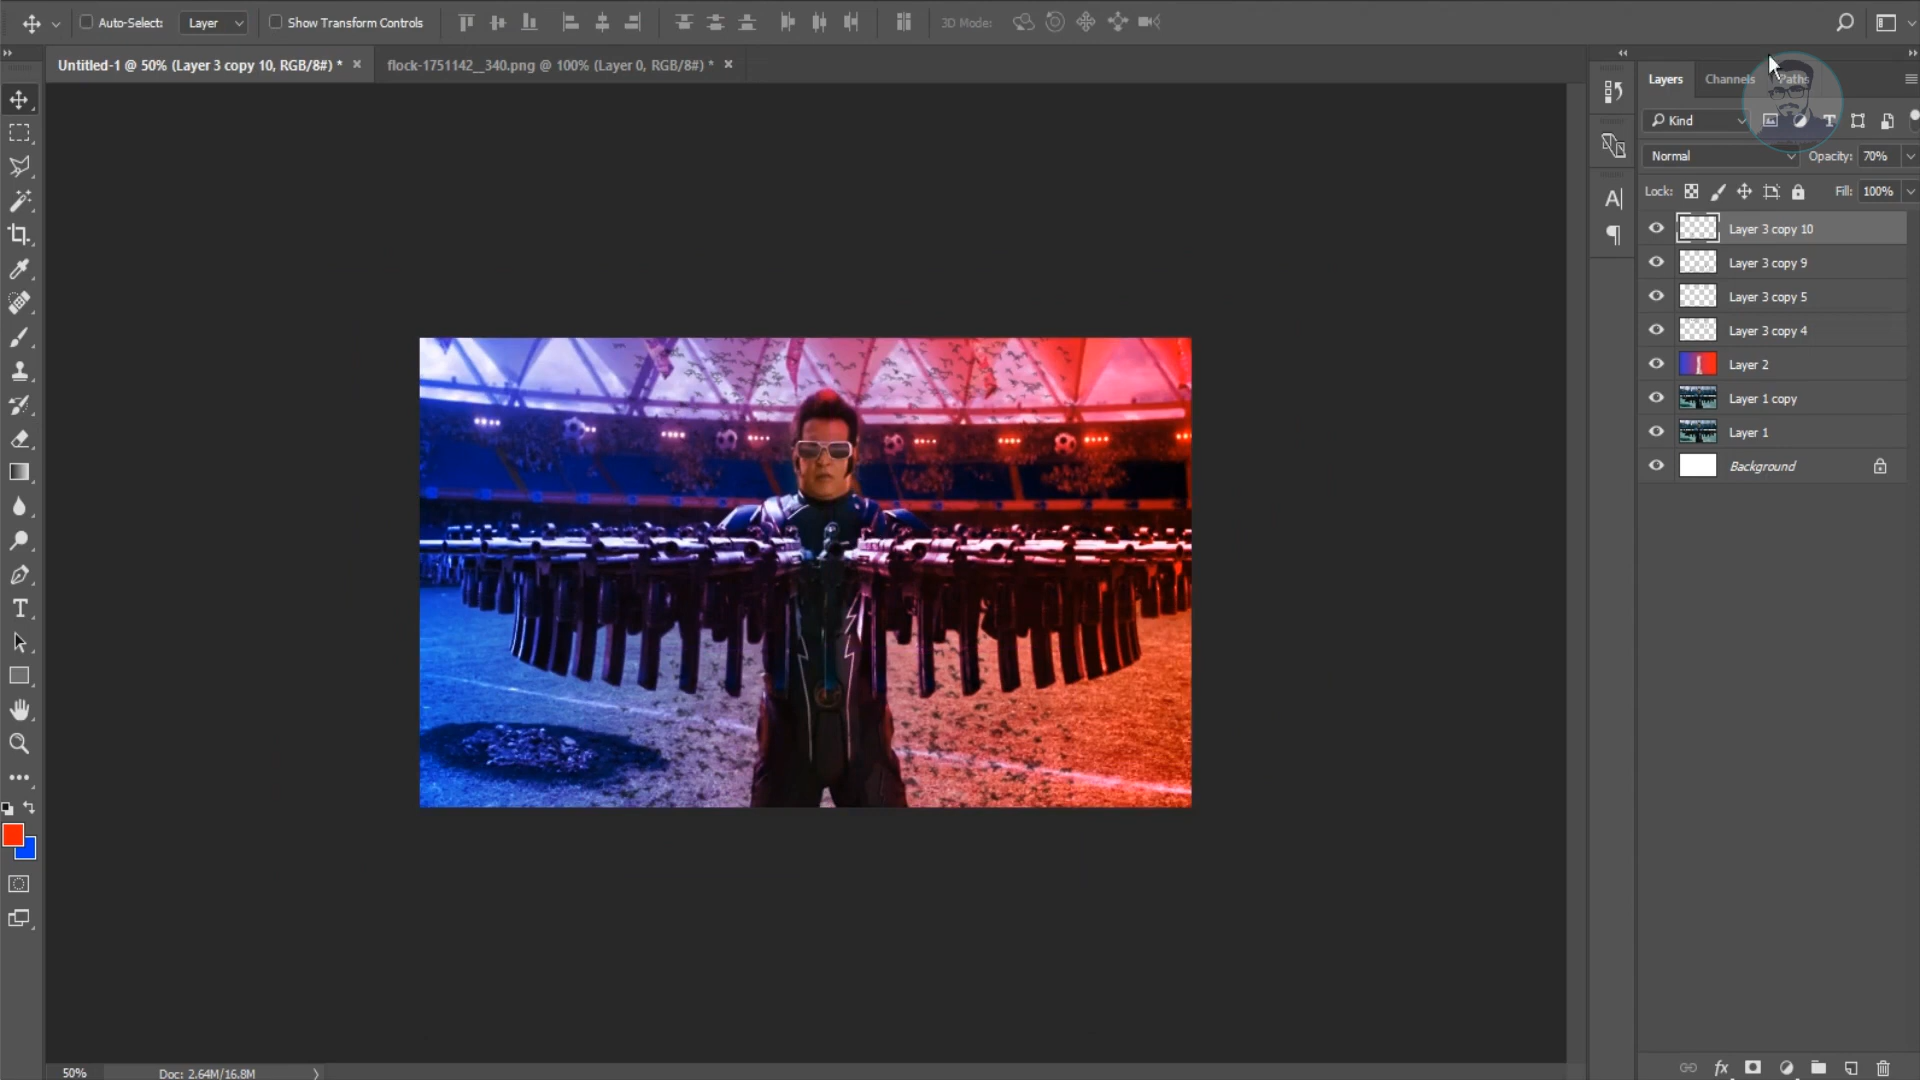 Auto-Select: Layer Show Transform Controls 3D Mode:
Untitled-1 @ 50% (Layer 3 copy 10, RGB/8#) * × flock-1751142__340.png @ 100% (Layer 0, RGB/8#) * ×
Layers Channels Paths
Kind
Normal Opacity: 70%
Lock: Fill: 100%
Layer 3 copy 10
Layer 3 copy 9
Layer 3 copy 5
Layer 3 copy 4
Layer 2
Layer 1 copy
Layer 1
Background
50% Doc: 2.64M/16.8M